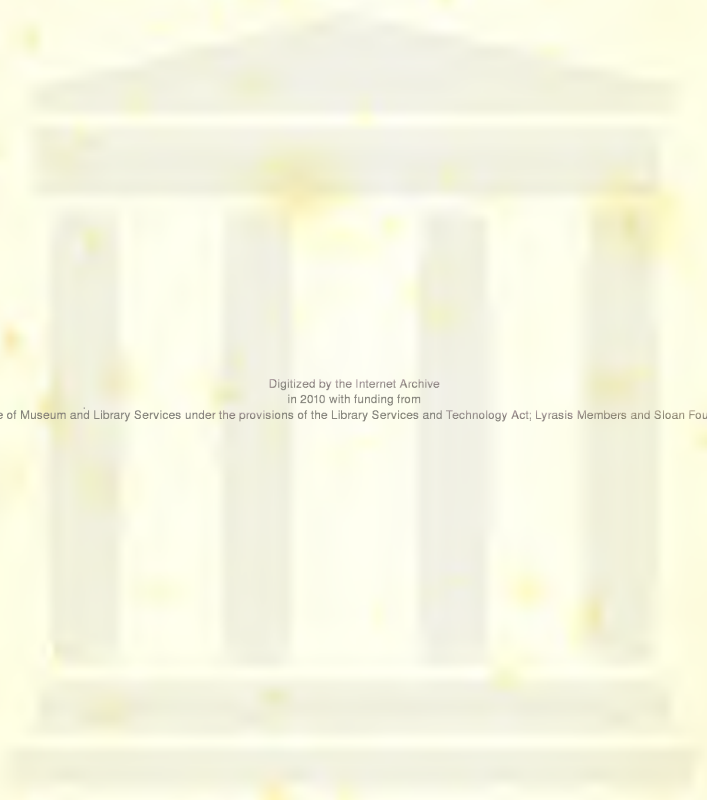 Digitized by the Internet Archive
in 2010 with funding from
of Museum and Library Services under the provisions of the Library Services and Technology Act; Lyrasis Members and Sloan